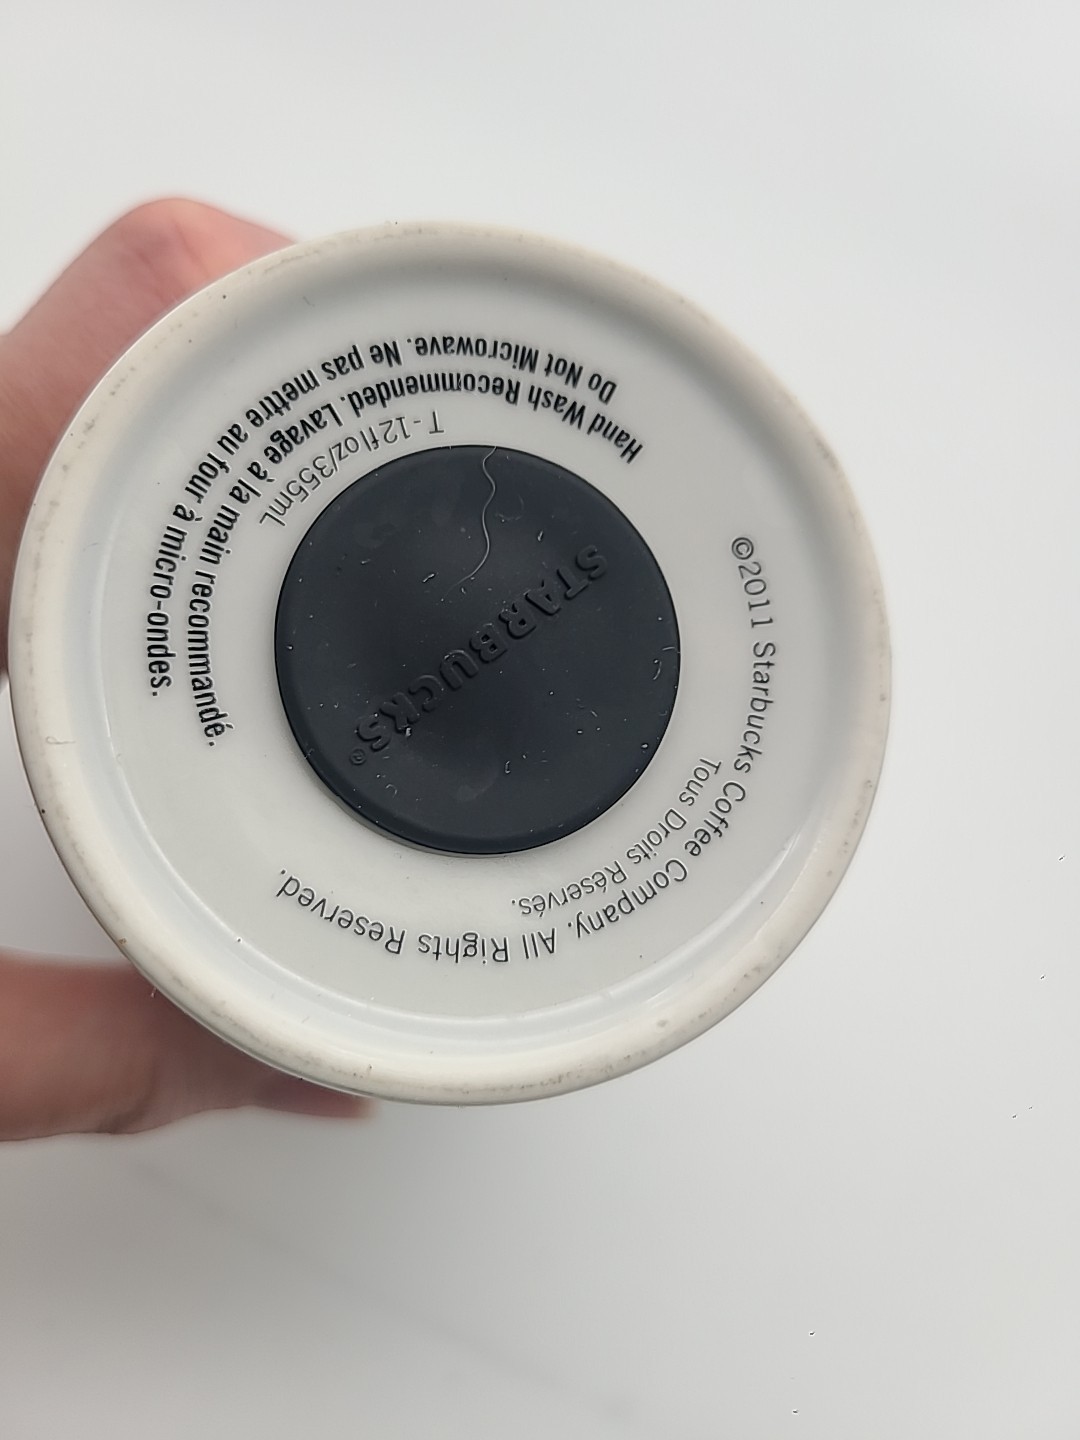 Do Not Microwave. Ne pas mettre au four à micro-ondes.
Hand Wash Recommended. Lavage à la main recommandé.
T-12floz/355mL
STARBUCKS®
©2011 Starbucks Coffee Company. All Rights Reserved.
Tous Droits Réservés.